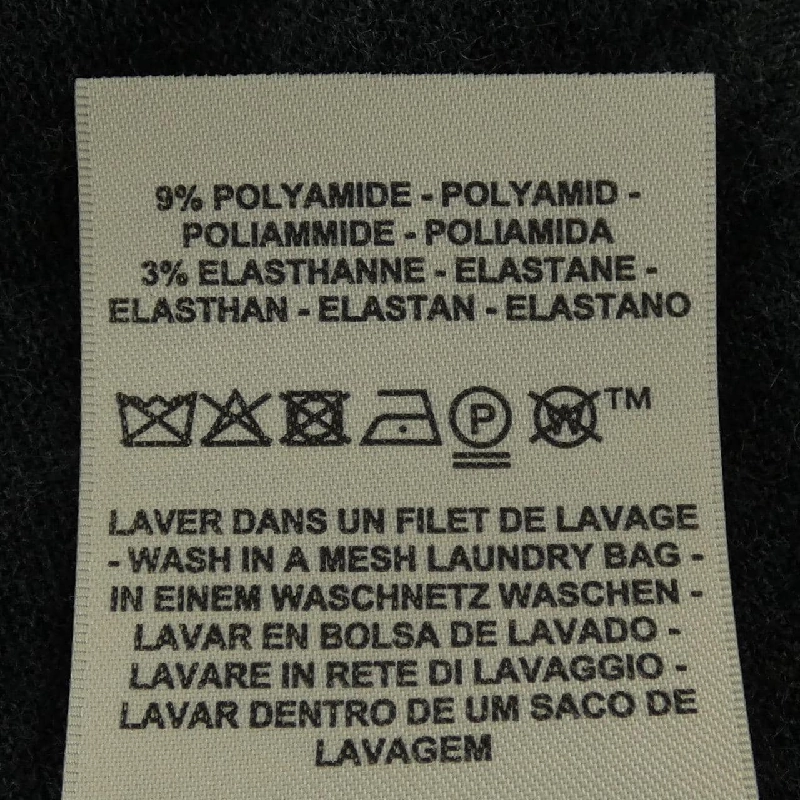 9% POLYAMIDE - POLYAMID -
POLIAMMIDE - POLIAMIDA
3% ELASTHANNE - ELASTANE -
ELASTHAN - ELASTAN - ELASTANO
P W TM
LAVER DANS UN FILET DE LAVAGE
- WASH IN A MESH LAUNDRY BAG -
IN EINEM WASCHNETZ WASCHEN -
LAVAR EN BOLSA DE LAVADO -
LAVARE IN RETE DI LAVAGGIO -
LAVAR DENTRO DE UM SACO DE
LAVAGEM